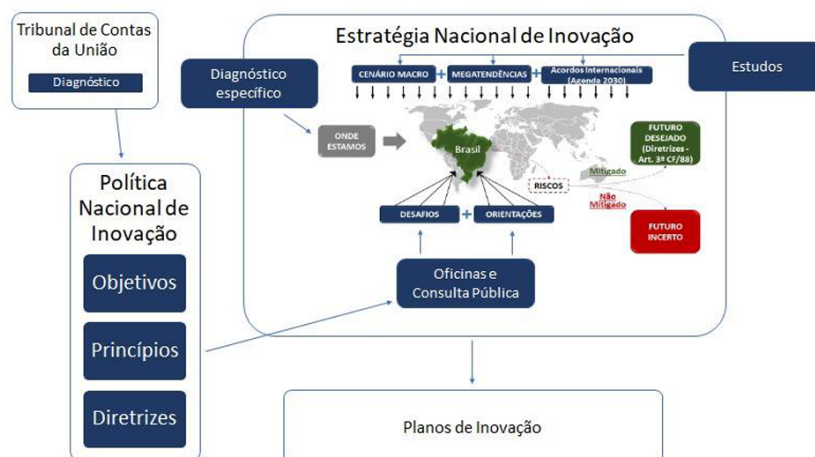 Tribunal de Contas
da União
Diagnóstico
Estratégia Nacional de Inovação
Diagnóstico
específico
CENÁRIO MACRO
+
MEGATENDÊNCIAS
+
Acordos Internacionais
(Agenda 2030)
Estudos
ONDE
ESTAMOS
Brasil
FUTURO
DESEJADO
(Diretrizes -
Art. 3º CF/88)
Mitigado
RISCOS
Não
Mitigado
FUTURO
INCERTO
DESAFIOS
+
ORIENTAÇÕES
Oficinas e
Consulta Pública
Política
Nacional de
Inovação
Objetivos
Princípios
Diretrizes
Planos de Inovação